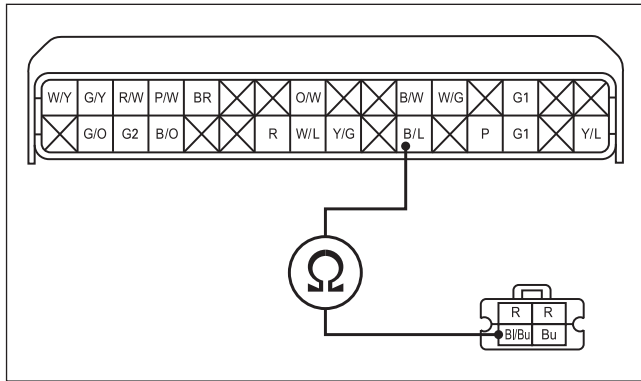 W/Y G/Y R/W P/W BR O/W B/W W/G G1
G/O G2 B/O R W/L Y/G B/L P G1 Y/L
Ω
R R
Bl/Bu Bu